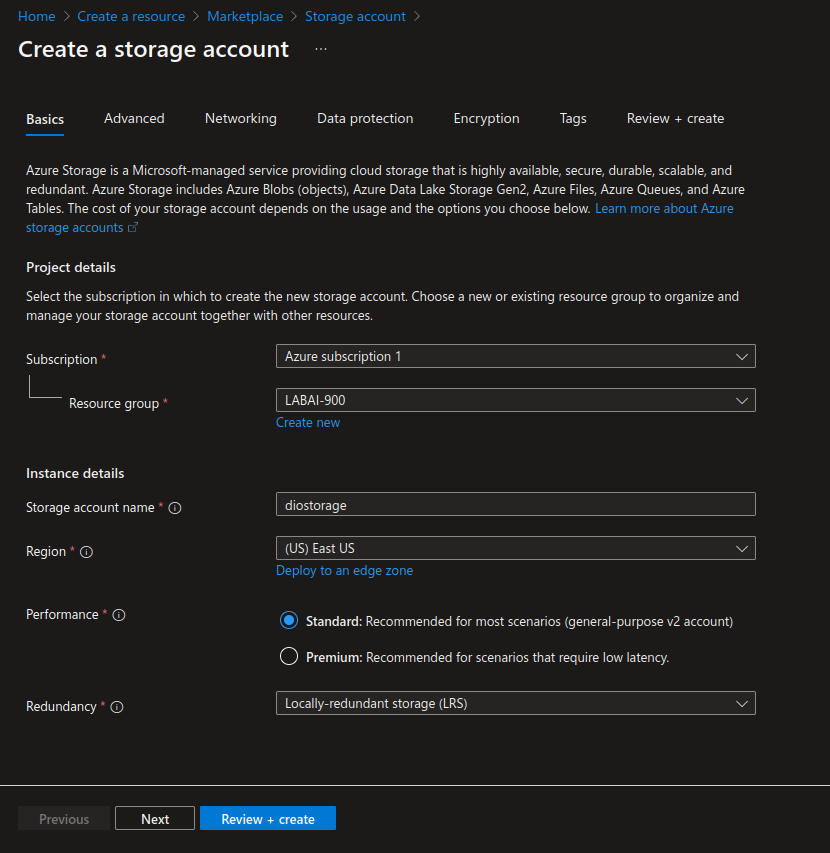 Home > Create a resource > Marketplace > Storage account >
Create a storage account ...
Basics Advanced Networking Data protection Encryption Tags Review + create
Azure Storage is a Microsoft-managed service providing cloud storage that is highly available, secure, durable, scalable, and
redundant. Azure Storage includes Azure Blobs (objects), Azure Data Lake Storage Gen2, Azure Files, Azure Queues, and Azure
Tables. The cost of your storage account depends on the usage and the options you choose below. Learn more about Azure
storage accounts
Project details
Select the subscription in which to create the new storage account. Choose a new or existing resource group to organize and
manage your storage account together with other resources.
Subscription * Azure subscription 1
Resource group * LABAI-900
Create new
Instance details
Storage account name * diostorage
Region * (US) East US
Deploy to an edge zone
Performance * Standard: Recommended for most scenarios (general-purpose v2 account)
Premium: Recommended for scenarios that require low latency.
Redundancy * Locally-redundant storage (LRS)
Previous Next Review + create